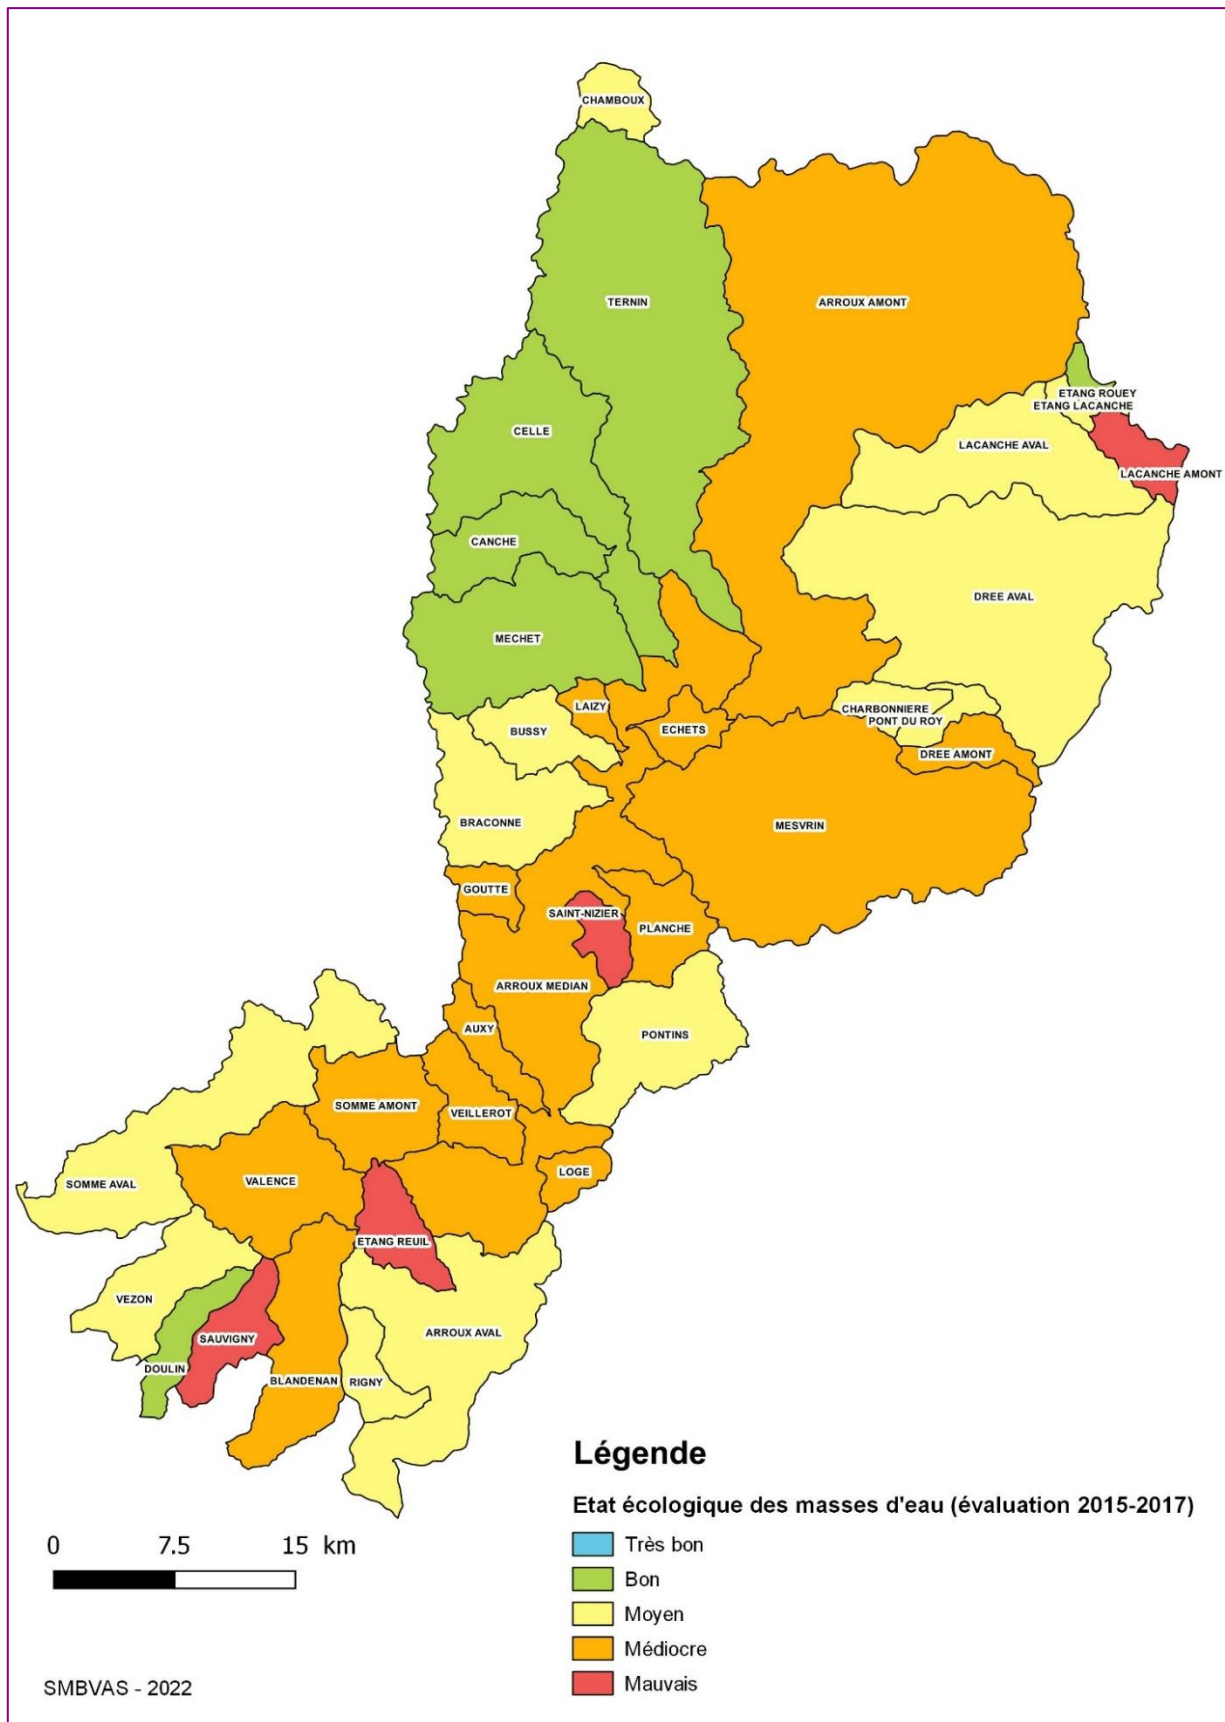 CHAMBOUX
TERNIN
ARROUX AMONT
ETANG ROUEY
ETANG LACANCHE
CELLE
LACANCHE AVAL
LACANCHE AMONT
CANCHE
DREE AVAL
MECHET
LAIZY
CHARBONNIERE
PONT DU ROY
BUSSY
ECHETS
DREE AMONT
BRACONNE
MESVRIN
GOUTTE
SAINT-NIZIER
PLANCHE
ARROUX MEDIAN
AUXY
PONTINS
SOMME AMONT
VEILLEROT
LOGE
SOMME AVAL
VALENCE
ETANG REUIL
VEZON
SAUVIGNY
ARROUX AVAL
DOULIN
BLANDENAN
RIGNY
Légende
Etat écologique des masses d'eau (évaluation 2015-2017)
Très bon
Bon
Moyen
Médiocre
Mauvais
0 7.5 15 km
SMBVAS - 2022